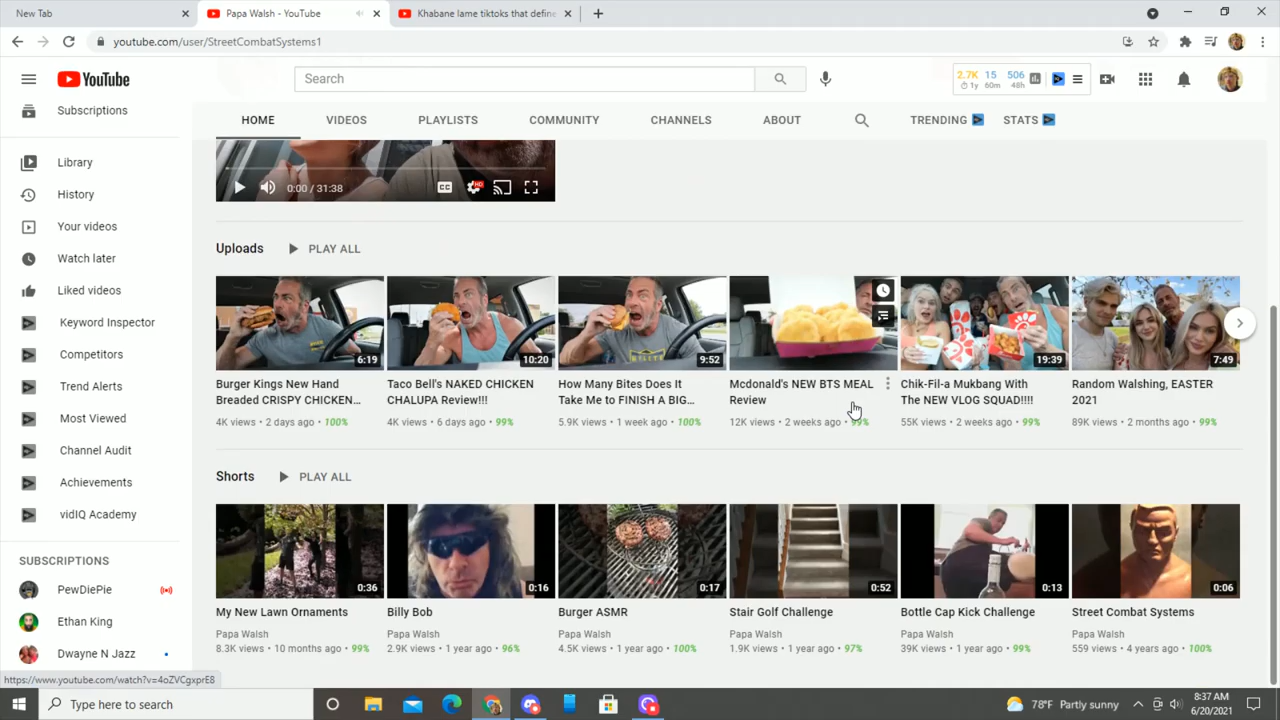 New Tab
Papa Walsh - YouTube
Khabane lame tiktoks that define
youtube.com/user/StreetCombatSystems1
YouTube
Search
2.7K 15 506
1y 60m 48h
Subscriptions
HOME VIDEOS PLAYLISTS COMMUNITY CHANNELS ABOUT TRENDING STATS
Library
History
Your videos
Watch later
Liked videos
Keyword Inspector
Competitors
Trend Alerts
Most Viewed
Channel Audit
Achievements
vidIQ Academy
SUBSCRIPTIONS
PewDiePie
Ethan King
Dwayne N Jazz
0:00 / 31:38
CC
HD
Uploads PLAY ALL
6:19
Burger Kings New Hand
Breaded CRISPY CHICKEN...
4K views • 2 days ago • 100%
10:20
Taco Bell's NAKED CHICKEN
CHALUPA Review!!!
4K views • 6 days ago • 99%
9:52
How Many Bites Does It
Take Me to FINISH A BIG...
5.9K views • 1 week ago • 100%
Mcdonald's NEW BTS MEAL
Review
12K views • 2 weeks ago • 99%
19:39
Chik-Fil-a Mukbang With
The NEW VLOG SQUAD!!!!
55K views • 2 weeks ago • 99%
7:49
Random Walshing, EASTER
2021
89K views • 2 months ago • 99%
Shorts PLAY ALL
0:36
My New Lawn Ornaments
Papa Walsh
8.3K views • 10 months ago • 99%
0:16
Billy Bob
Papa Walsh
2.9K views • 1 year ago • 96%
0:17
Burger ASMR
Papa Walsh
4.5K views • 1 year ago • 100%
0:52
Stair Golf Challenge
Papa Walsh
1.9K views • 1 year ago • 97%
0:13
Bottle Cap Kick Challenge
Papa Walsh
39K views • 1 year ago • 99%
0:06
Street Combat Systems
Papa Walsh
559 views • 4 years ago • 100%
https://www.youtube.com/watch?v=4oZVCgxprE8
Type here to search
78°F Partly sunny
8:37 AM
6/20/2021